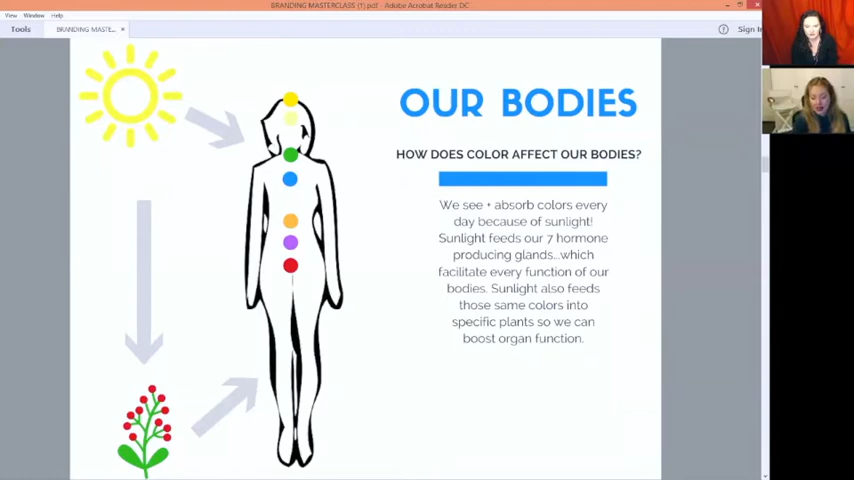 BRANDING MASTERCLASS (1).pdf - Adobe Acrobat Reader DC
View Window Help
Tools
BRANDING MASTE... ×
Sign In
OUR BODIES
HOW DOES COLOR AFFECT OUR BODIES?
We see + absorb colors every
day because of sunlight!
Sunlight feeds our 7 hormone
producing glands...which
facilitate every function of our
bodies. Sunlight also feeds
those same colors into
specific plants so we can
boost organ function.